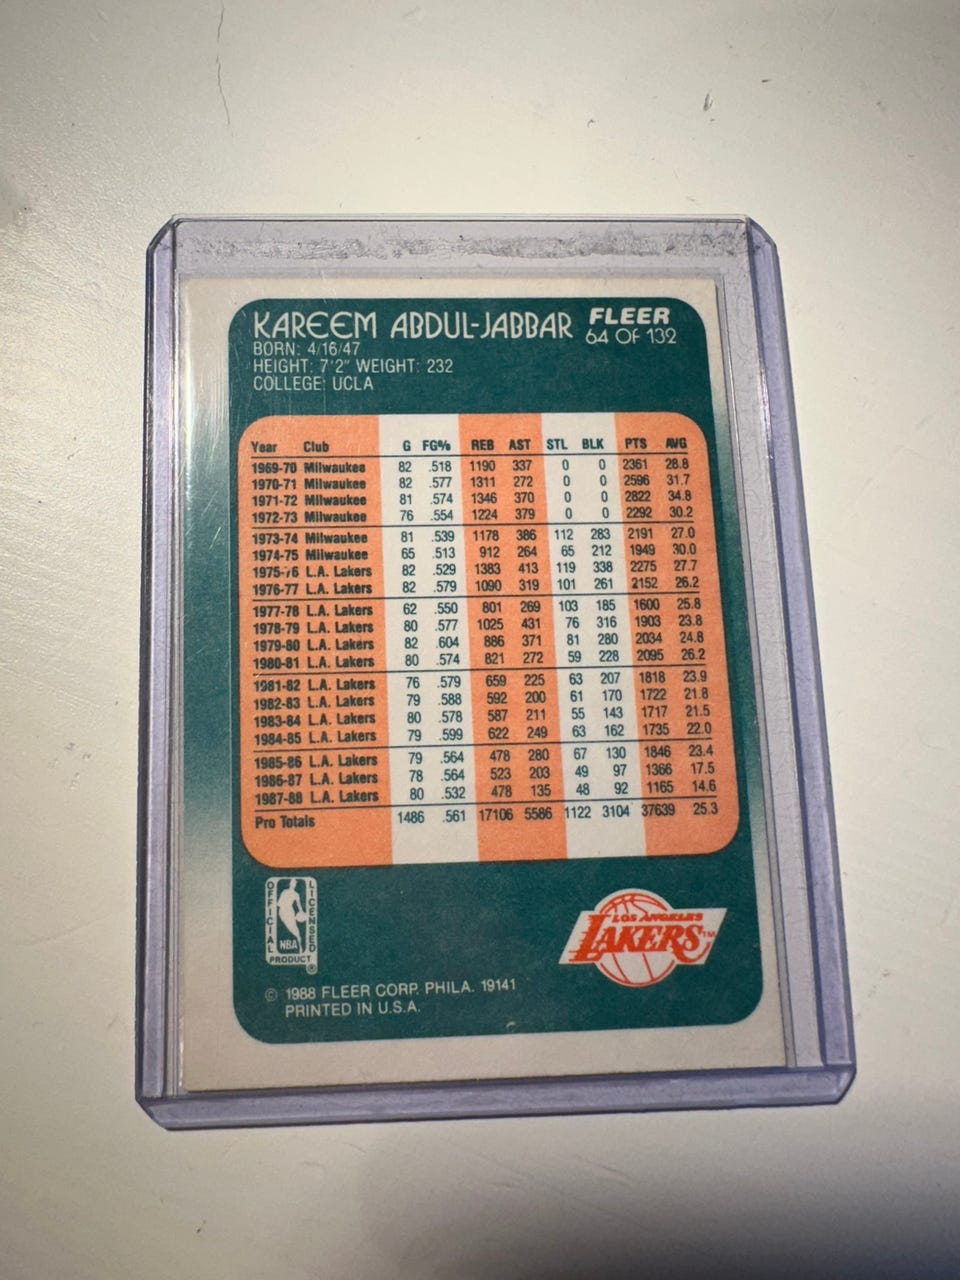 KAREEM ABDUL-JABBAR FLEER
64 OF 132
BORN: 4/16/47
HEIGHT: 7'2" WEIGHT: 232
COLLEGE: UCLA
Year Club G FG% REB AST STL BLK PTS AVG
1969-70 Milwaukee 82 .518 1190 337 0 0 2361 28.8
1970-71 Milwaukee 82 .577 1311 272 0 0 2596 31.7
1971-72 Milwaukee 81 .574 1346 370 0 0 2822 34.8
1972-73 Milwaukee 76 .554 1224 379 0 0 2292 30.2
1973-74 Milwaukee 81 .539 1178 386 112 283 2191 27.0
1974-75 Milwaukee 65 .513 912 264 65 212 1949 30.0
1975-76 L.A. Lakers 82 .529 1383 413 119 338 2275 27.7
1976-77 L.A. Lakers 82 .579 1090 319 101 261 2152 26.2
1977-78 L.A. Lakers 62 .550 801 269 103 185 1600 25.8
1978-79 L.A. Lakers 80 .577 1025 431 76 316 1903 23.8
1979-80 L.A. Lakers 82 .604 886 371 81 280 2034 24.8
1980-81 L.A. Lakers 80 .574 821 272 59 228 2095 26.2
1981-82 L.A. Lakers 76 .579 659 225 63 207 1818 23.9
1982-83 L.A. Lakers 79 .588 592 200 61 170 1722 21.8
1983-84 L.A. Lakers 80 .578 587 211 55 143 1717 21.5
1984-85 L.A. Lakers 79 .599 622 249 63 162 1735 22.0
1985-86 L.A. Lakers 79 .564 478 280 67 130 1846 23.4
1986-87 L.A. Lakers 78 .564 523 203 49 97 1366 17.5
1987-88 L.A. Lakers 80 .532 478 135 48 92 1165 14.6
Pro Totals 1486 .561 17106 5586 1122 3104 37639 25.3
OFFICIAL LICENSED
NBA
PRODUCT ®
LOS ANGELES
LAKERS™
© 1988 FLEER CORP. PHILA. 19141
PRINTED IN U.S.A.